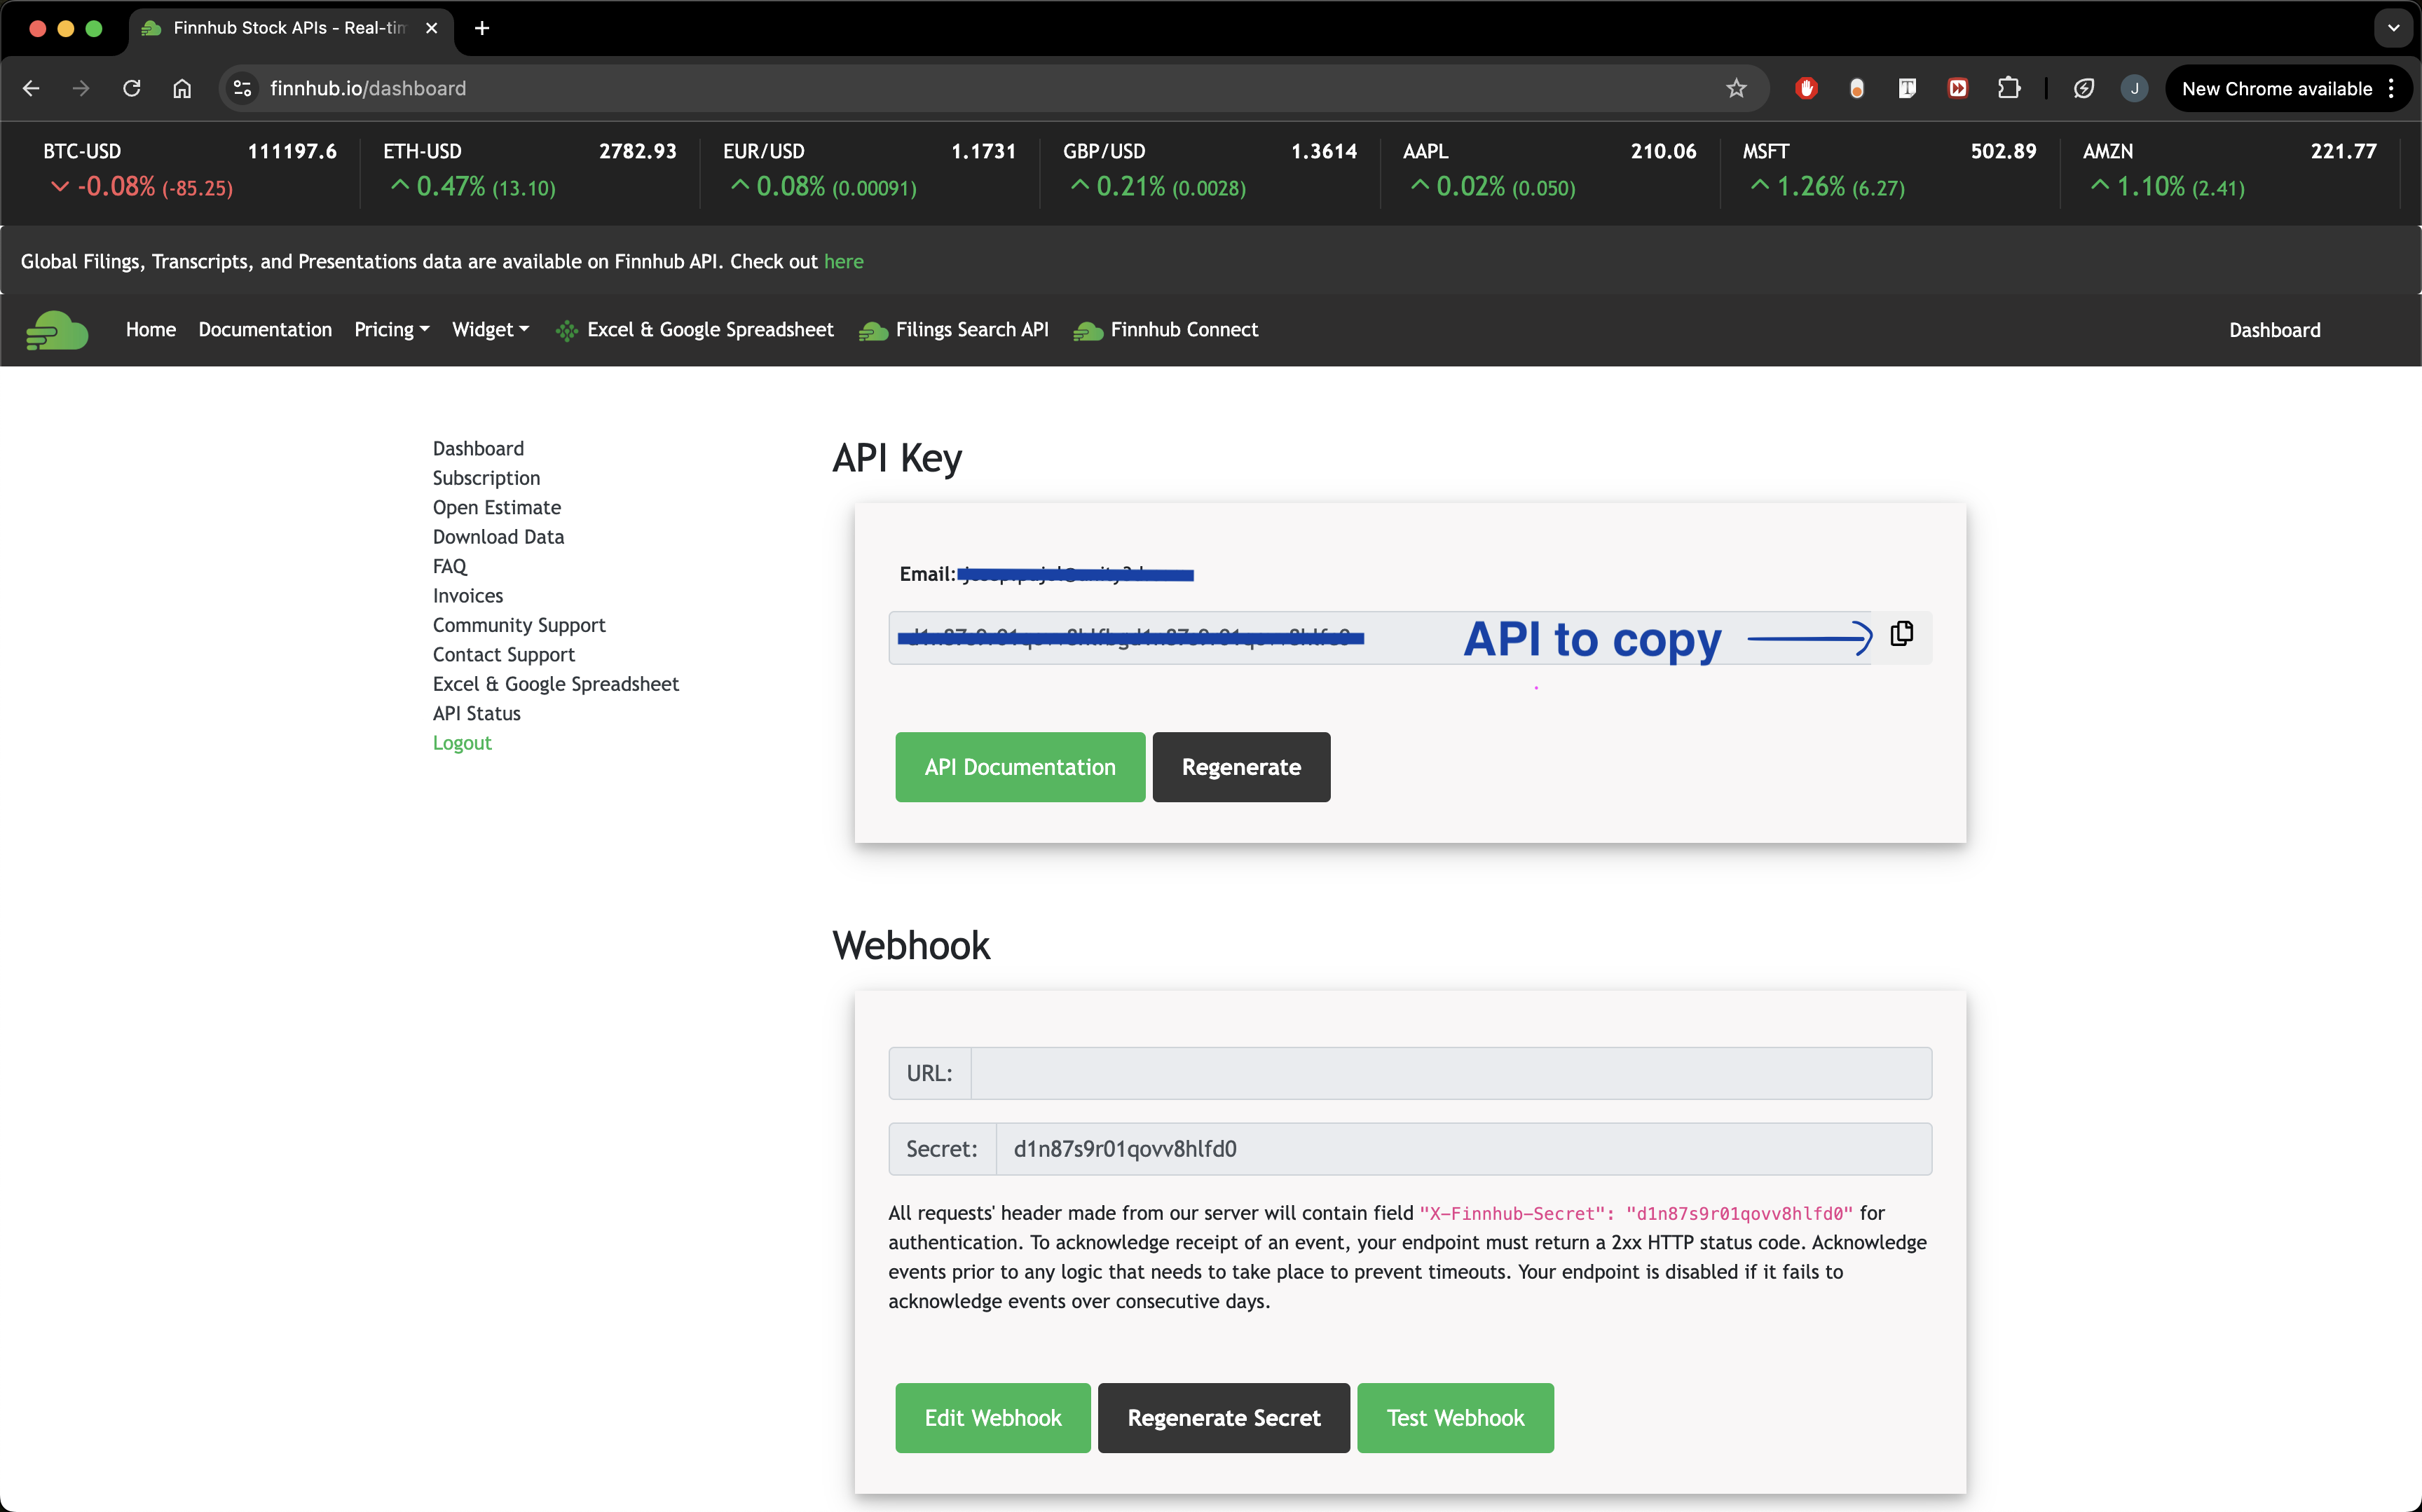 Finnhub Stock APIs - Real-tim
finnhub.io/dashboard
J
New Chrome available
BTC-USD 111197.6
-0.08% (-85.25)
ETH-USD 2782.93
0.47% (13.10)
EUR/USD 1.1731
0.08% (0.00091)
GBP/USD 1.3614
0.21% (0.0028)
AAPL 210.06
0.02% (0.050)
MSFT 502.89
1.26% (6.27)
AMZN 221.77
1.10% (2.41)
Global Filings, Transcripts, and Presentations data are available on Finnhub API. Check out here
Home Documentation Pricing Widget Excel & Google Spreadsheet Filings Search API Finnhub Connect Dashboard
Dashboard
Subscription
Open Estimate
Download Data
FAQ
Invoices
Community Support
Contact Support
Excel & Google Spreadsheet
API Status
Logout
API Key
Email:
API to copy
API Documentation Regenerate
Webhook
URL:
Secret: d1n87s9r01qovv8hlfd0
All requests' header made from our server will contain field "X-Finnhub-Secret": "d1n87s9r01qovv8hlfd0" for
authentication. To acknowledge receipt of an event, your endpoint must return a 2xx HTTP status code. Acknowledge
events prior to any logic that needs to take place to prevent timeouts. Your endpoint is disabled if it fails to
acknowledge events over consecutive days.
Edit Webhook Regenerate Secret Test Webhook